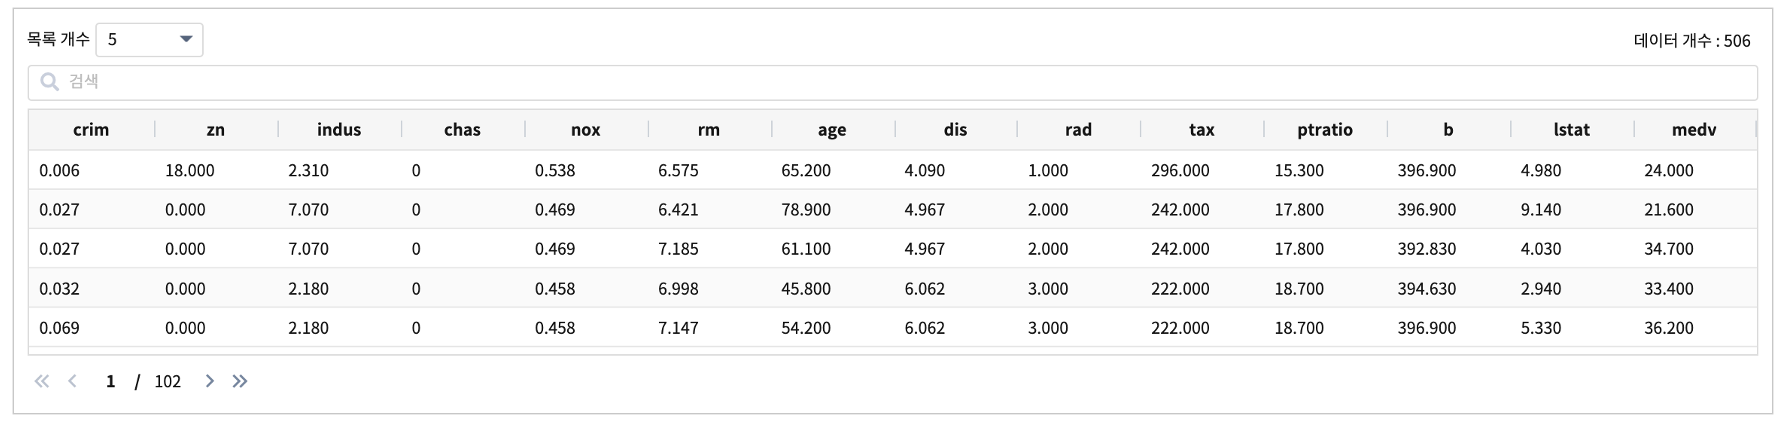 목록 개수 5 데이터 개수 : 506
검색
crim zn indus chas nox rm age dis rad tax ptratio b lstat medv
0.006 18.000 2.310 0 0.538 6.575 65.200 4.090 1.000 296.000 15.300 396.900 4.980 24.000
0.027 0.000 7.070 0 0.469 6.421 78.900 4.967 2.000 242.000 17.800 396.900 9.140 21.600
0.027 0.000 7.070 0 0.469 7.185 61.100 4.967 2.000 242.000 17.800 392.830 4.030 34.700
0.032 0.000 2.180 0 0.458 6.998 45.800 6.062 3.000 222.000 18.700 394.630 2.940 33.400
0.069 0.000 2.180 0 0.458 7.147 54.200 6.062 3.000 222.000 18.700 396.900 5.330 36.200
1 / 102